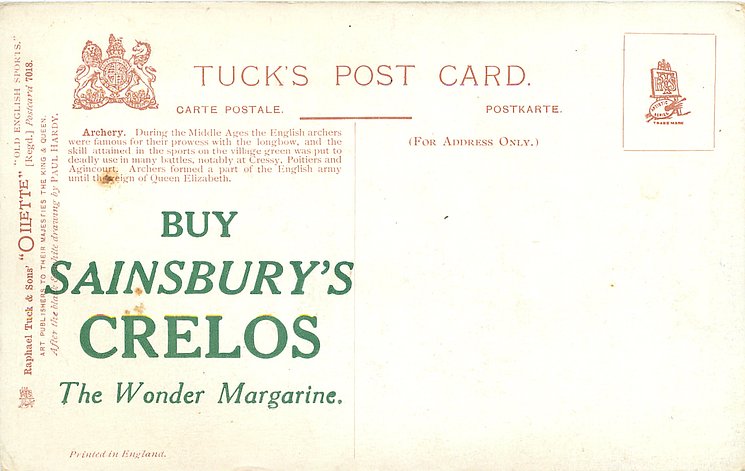 TUCK'S POST CARD.
CARTE POSTALE.
POSTKARTE.
Archery. During the Middle Ages the English archers
were famous for their prowess with the longbow, and the
skill attained in the sports on the village green was put to
deadly use in many battles, notably at Cressy, Poitiers and
Agincourt. Archers formed a part of the English army
until the reign of Queen Elizabeth.
(For Address Only.)
TRADE MARK
BUY
SAINSBURY'S
CRELOS
The Wonder Margarine.
Printed in England.
Raphael Tuck & Sons' "OILETTE" "OLD ENGLISH SPORTS."
[Regd.] Postcard 7018.
ART PUBLISHERS TO THEIR MAJESTIES THE KING & QUEEN.
After the black & white drawing by PAUL HARDY.